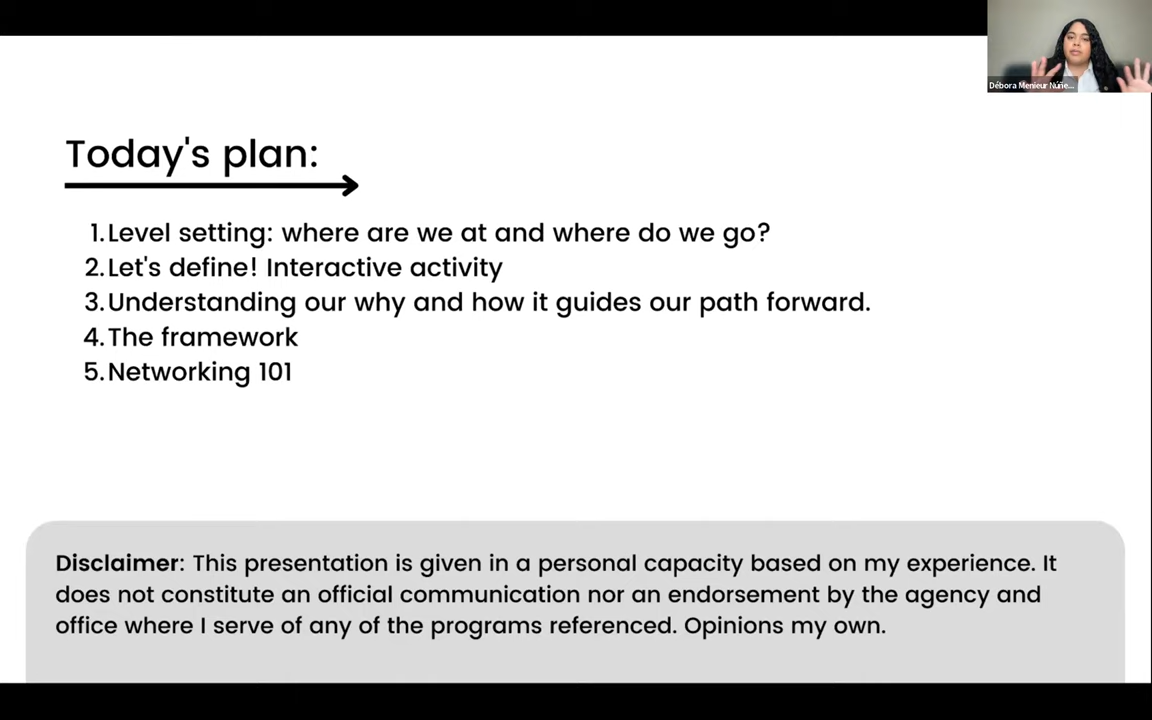 Débora Menieur Núñe...
Today's plan:
1.Level setting: where are we at and where do we go?
2.Let's define! Interactive activity
3.Understanding our why and how it guides our path forward.
4.The framework
5.Networking 101
Disclaimer: This presentation is given in a personal capacity based on my experience. It
does not constitute an official communication nor an endorsement by the agency and
office where I serve of any of the programs referenced. Opinions my own.